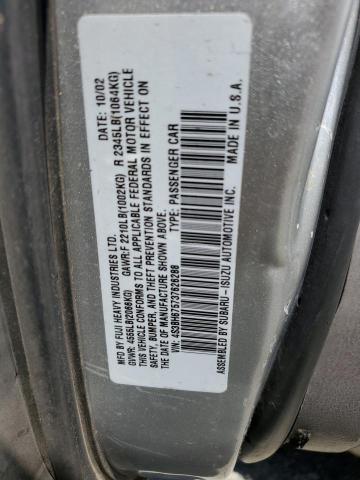 MFD BY FUJI HEAVY INDUSTRIES LTD. DATE: 10/02
GVWR: 4555LB(2066KG) GAWR:F 2210LB(1002KG) R 2345LB(1064KG)
THIS VEHICLE CONFORMS TO ALL APPLICABLE FEDERAL MOTOR VEHICLE
SAFETY, BUMPER, AND THEFT PREVENTION STANDARDS IN EFFECT ON
THE DATE OF MANUFACTURE SHOWN ABOVE.
VIN: 4S3BH675737626288 TYPE: PASSENGER CAR
ASSEMBLED BY SUBARU-ISUZU AUTOMOTIVE INC. MADE IN U.S.A.